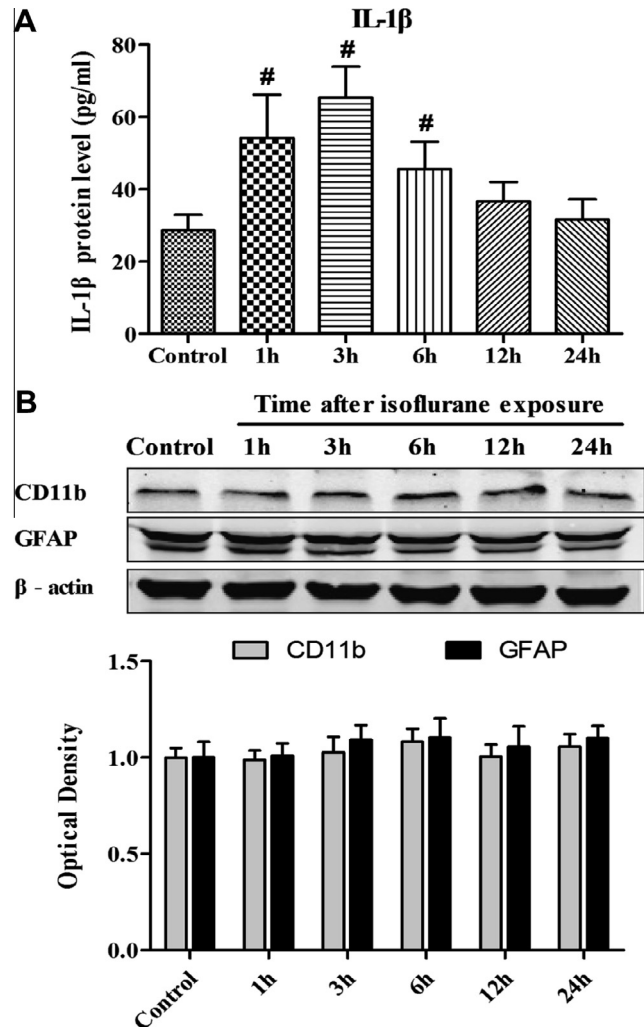 A
IL-1β
IL-1β protein level (pg/ml)
80
60
40
20
0
# # #
Control 1h 3h 6h 12h 24h
B
Time after isoflurane exposure
Control 1h 3h 6h 12h 24h
CD11b
GFAP
β - actin
CD11b GFAP
Optical Density
1.5
1.0
0.5
0.0
Control 1h 3h 6h 12h 24h